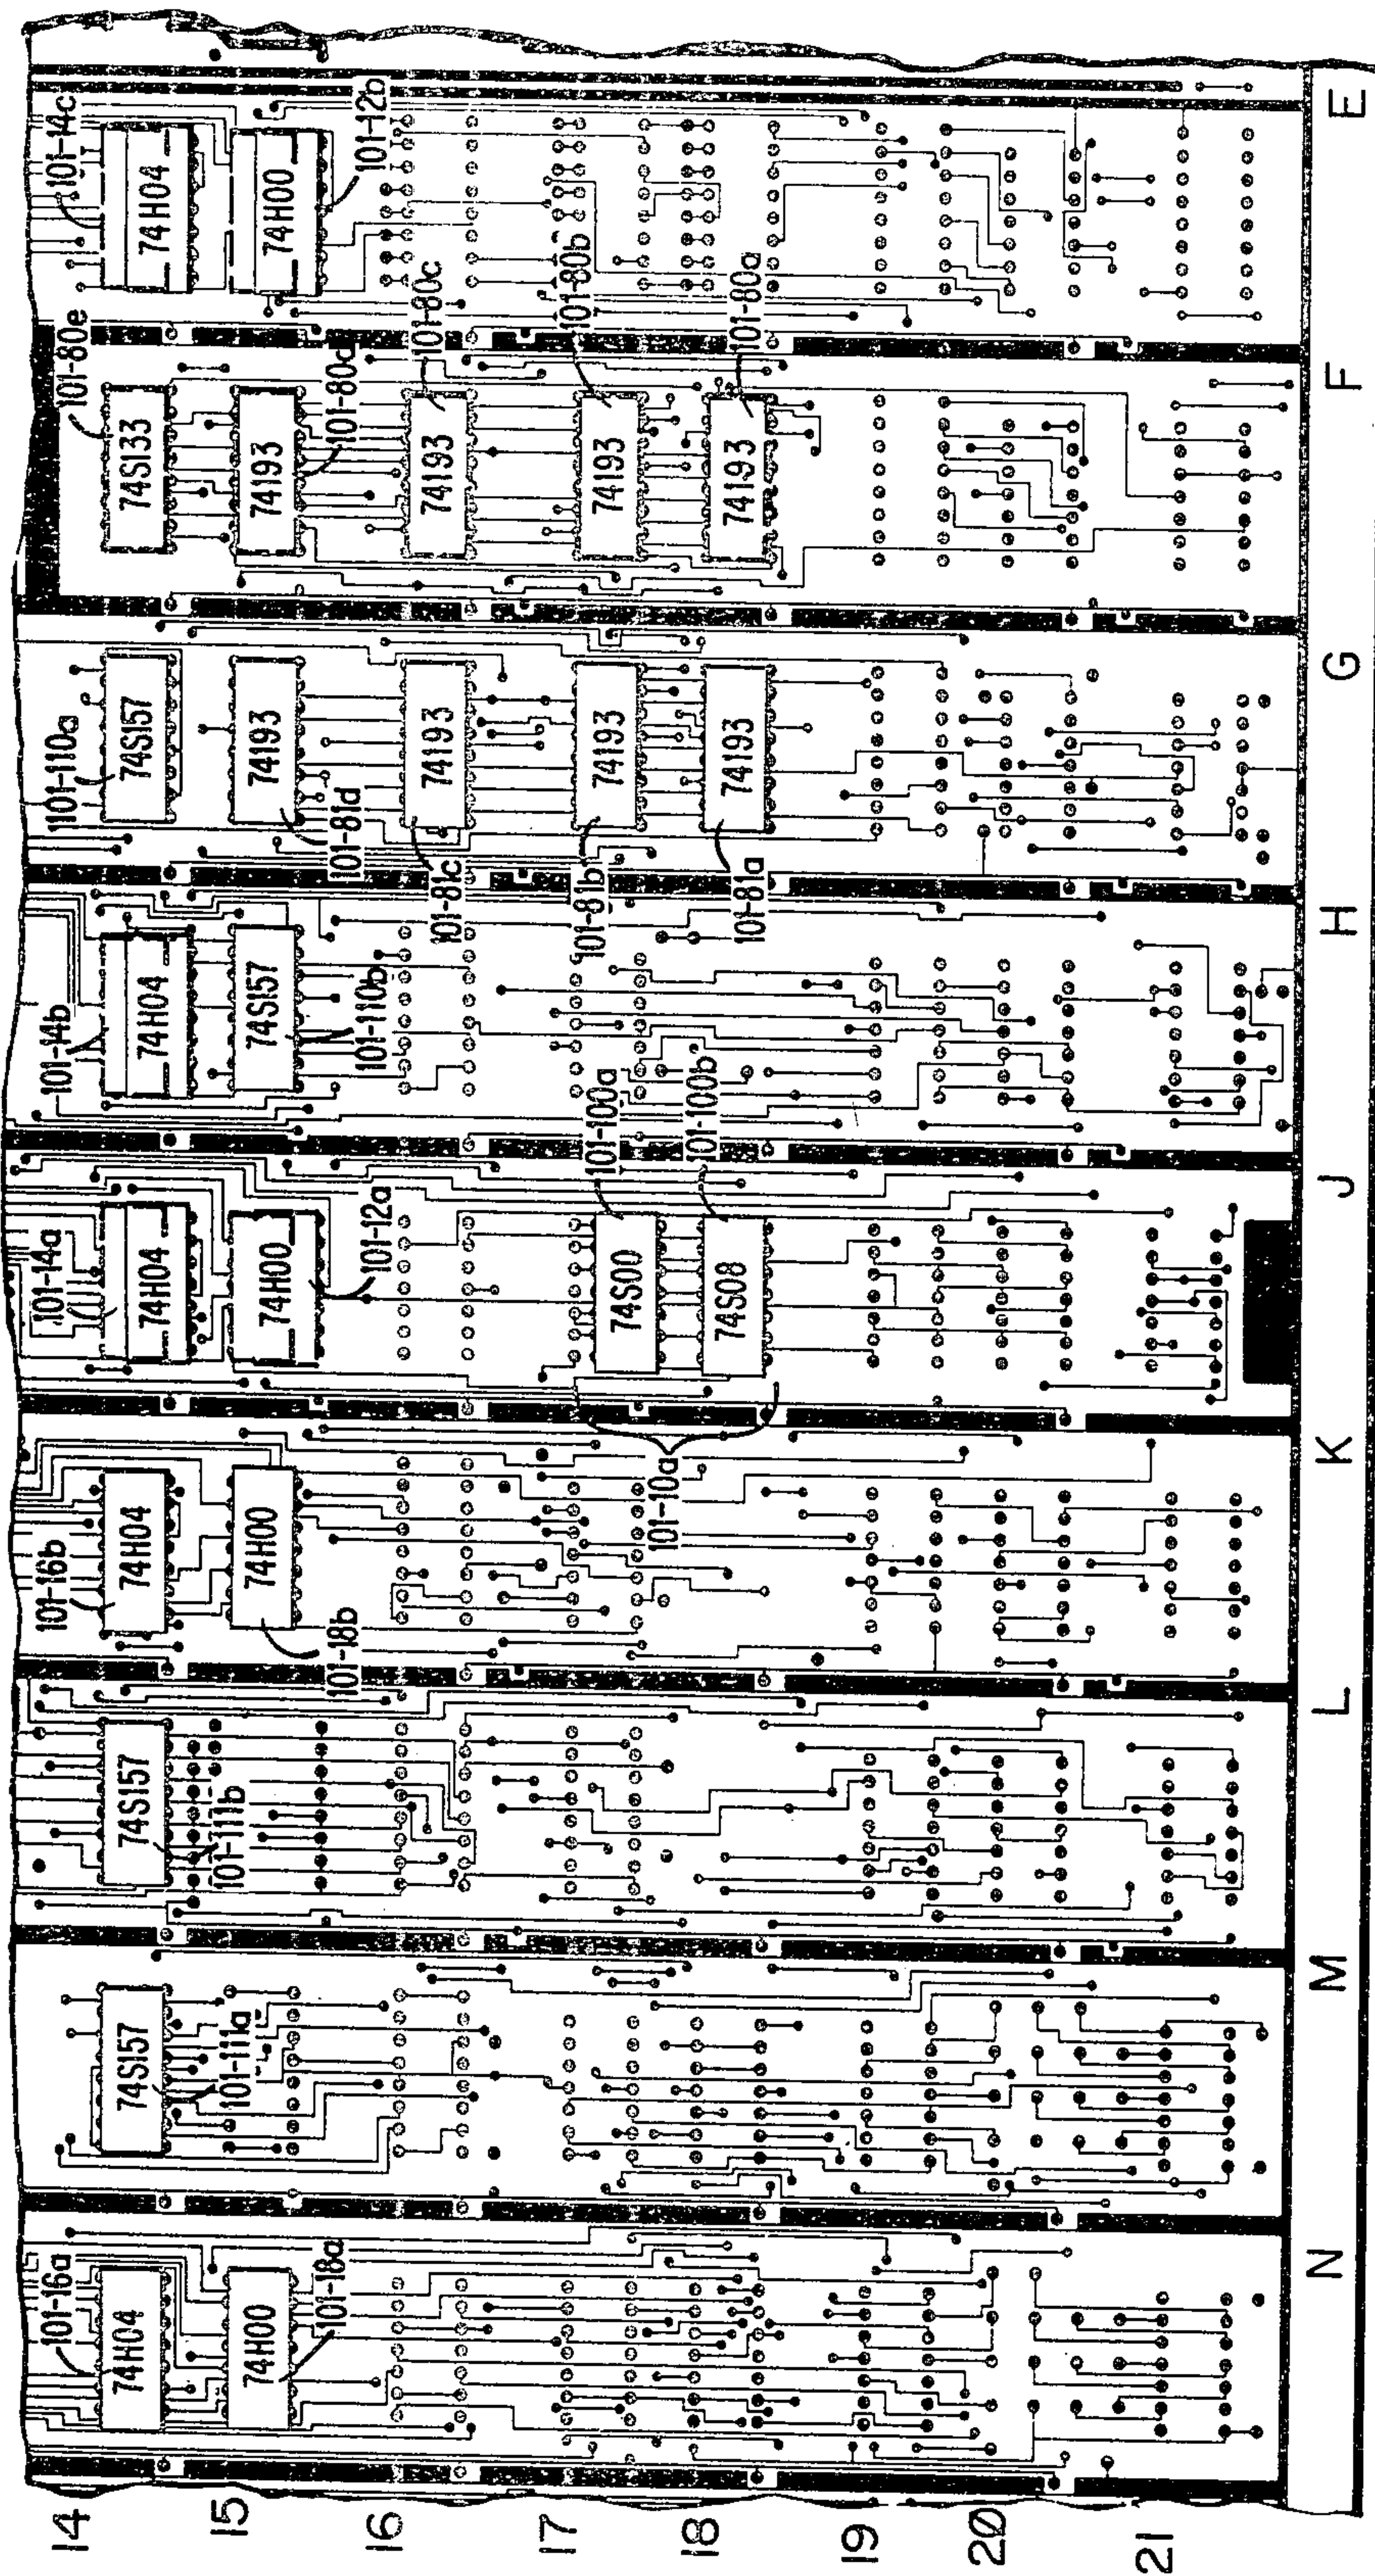 14
101-16a
101-16b
101-14a
101-14b
1101-110a
101-80e
101-14c
74H04
74S157
74S157
74H04
74H04
74H04
74S157
74S133
74H04
15
101-111a
101-111b
74H00
74H00
74H00
74S157
74193
74193
74H00
101-18a
101-18b
101-12a
101-110b
101-81d
101-80d
101-12b
16
74193
74193
101-81c
101-80c
17
74S00
101-100a
101-81b
74193
74193
101-80b
101-10a
18
74S08
101-100b
101-81a
74193
74193
101-80a
19
20
21
N
M
L
K
J
H
G
F
E